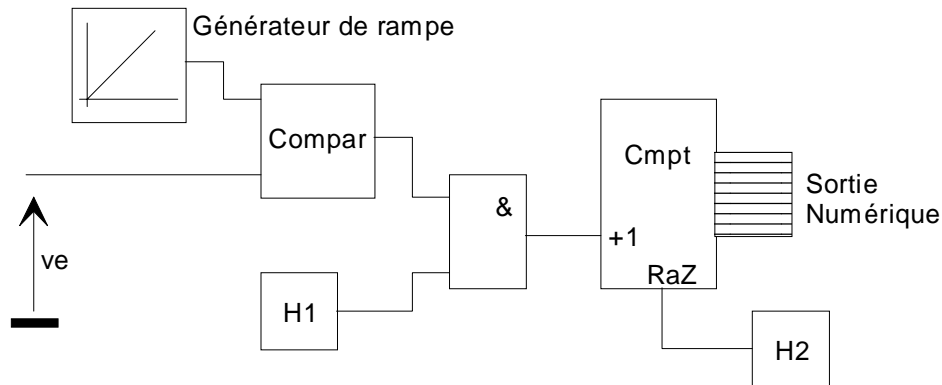 Générateur de rampe
Compar
Cmpt
&
Sortie
Numérique
+1
ve
RaZ
H1
H2